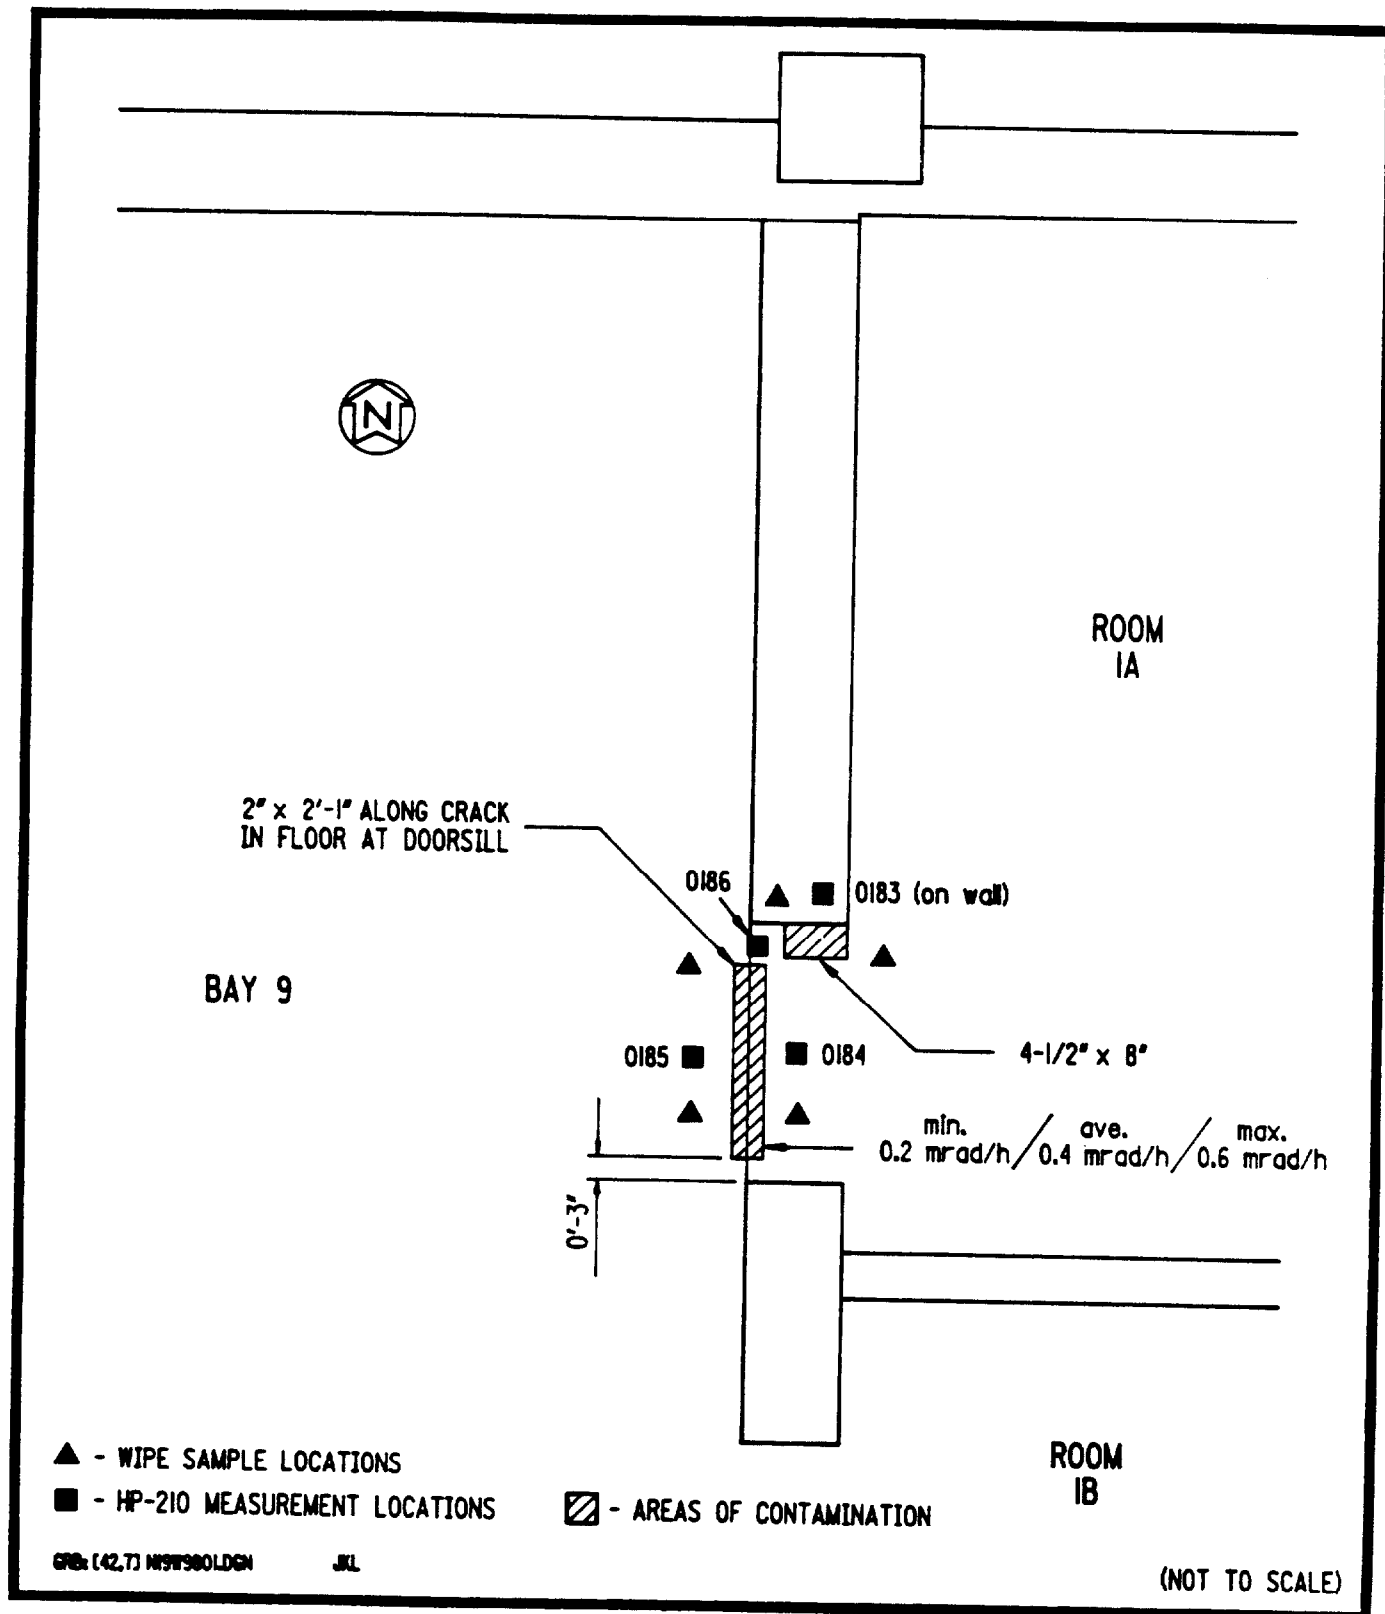 N
ROOM
1A
2" x 2'-1" ALONG CRACK
IN FLOOR AT DOORSILL
0186
0183 (on wall)
BAY 9
0185
0184
4-1/2" x 8"
min. / ave. / max.
0.2 mrad/h / 0.4 mrad/h / 0.6 mrad/h
0'-3"
▲ - WIPE SAMPLE LOCATIONS
■ - HP-210 MEASUREMENT LOCATIONS
- AREAS OF CONTAMINATION
ROOM
1B
JKL
(NOT TO SCALE)